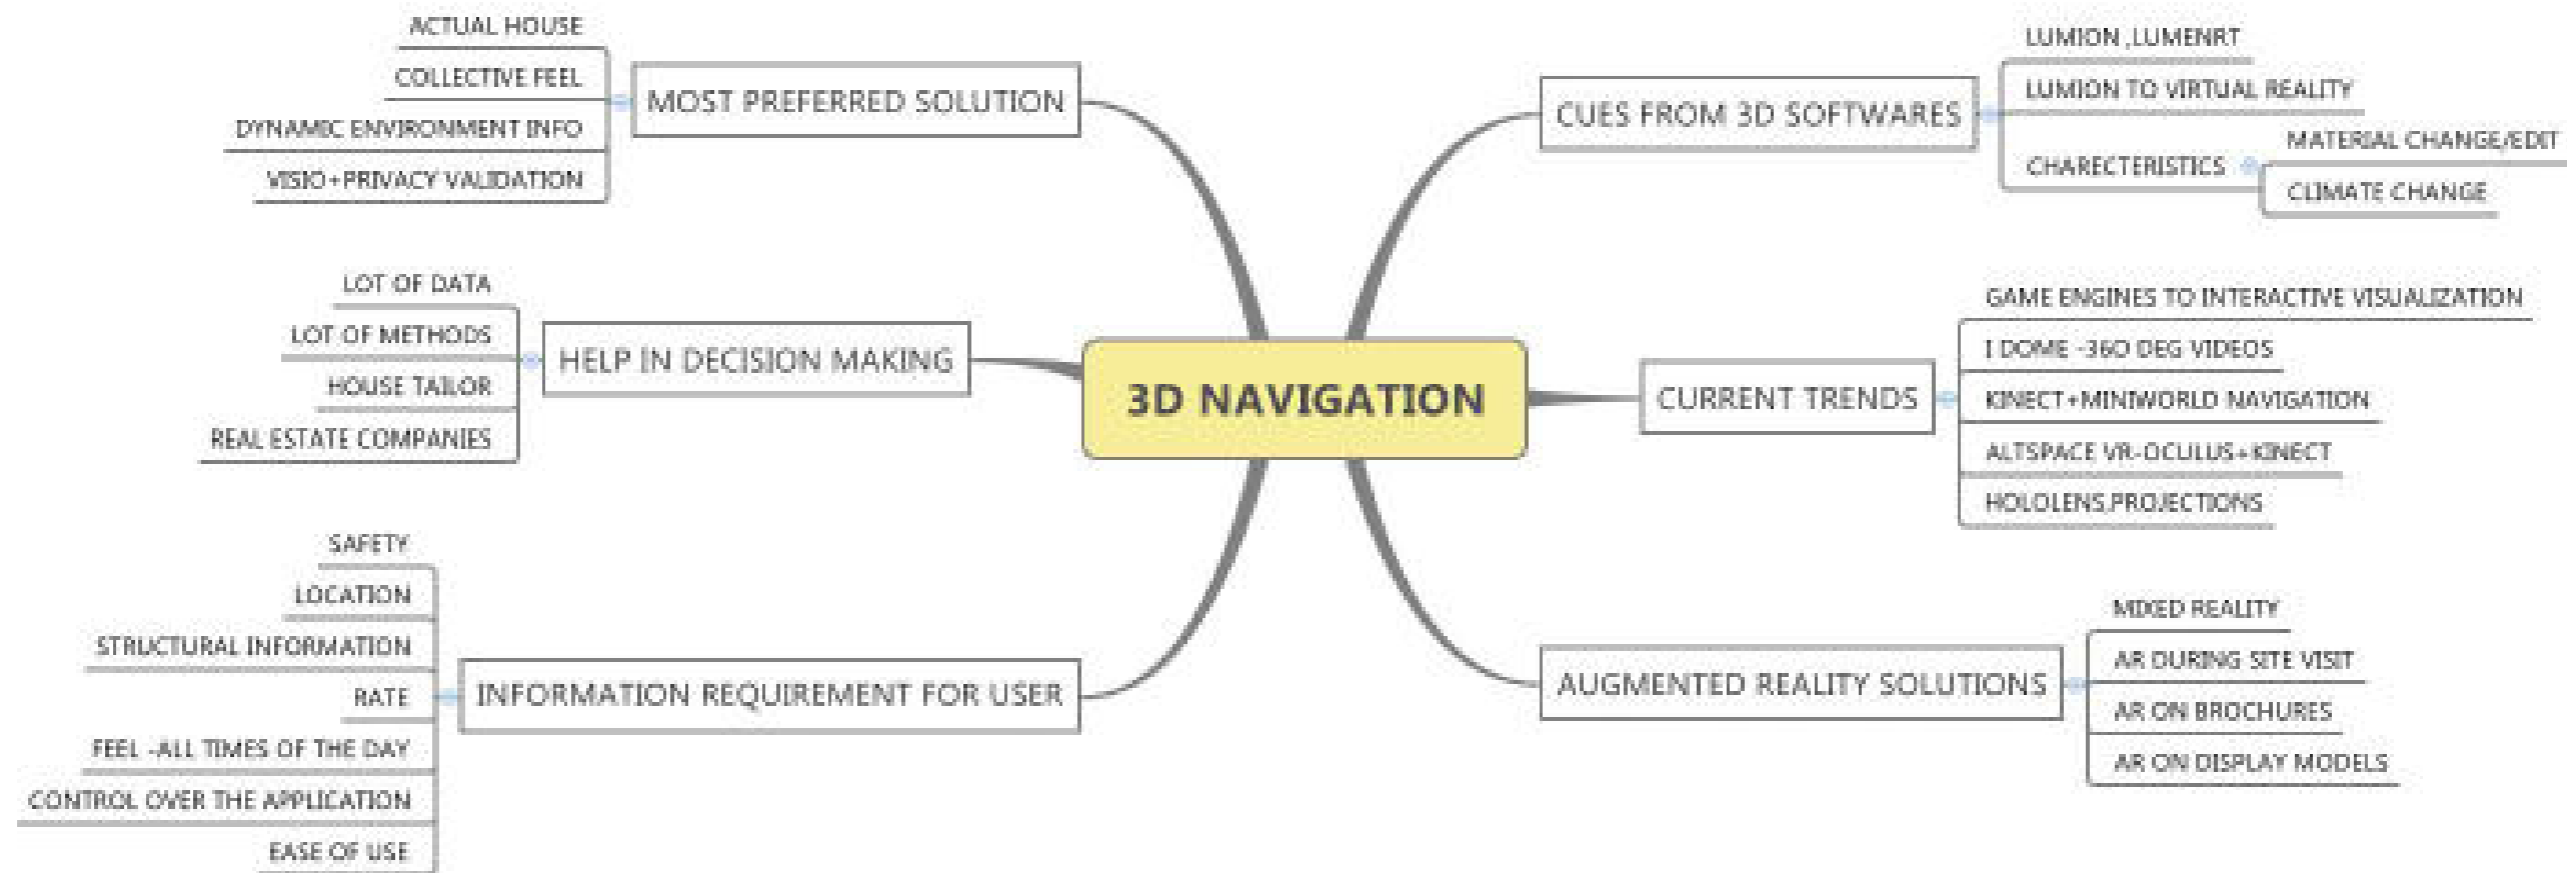 ACTUAL HOUSE
COLLECTIVE FEEL
DYNAMIC ENVIRONMENT INFO
VISIO+PRIVACY VALIDATION
MOST PREFERRED SOLUTION
LOT OF DATA
LOT OF METHODS
HOUSE TAILOR
REAL ESTATE COMPANIES
HELP IN DECISION MAKING
SAFETY
LOCATION
STRUCTURAL INFORMATION
RATE
FEEL -ALL TIMES OF THE DAY
CONTROL OVER THE APPLICATION
EASE OF USE
INFORMATION REQUIREMENT FOR USER
3D NAVIGATION
CUES FROM 3D SOFTWARES
LUMION ,LUMENRT
LUMION TO VIRTUAL REALITY
CHARECTERISTICS
MATERIAL CHANGE/EDIT
CLIMATE CHANGE
CURRENT TRENDS
GAME ENGINES TO INTERACTIVE VISUALIZATION
I DOME -360 DEG VIDEOS
KINECT+MINIWORLD NAVIGATION
ALTSPACE VR-OCULUS+KINECT
HOLOLENS,PROJECTIONS
AUGMENTED REALITY SOLUTIONS
MIXED REALITY
AR DURING SITE VISIT
AR ON BROCHURES
AR ON DISPLAY MODELS